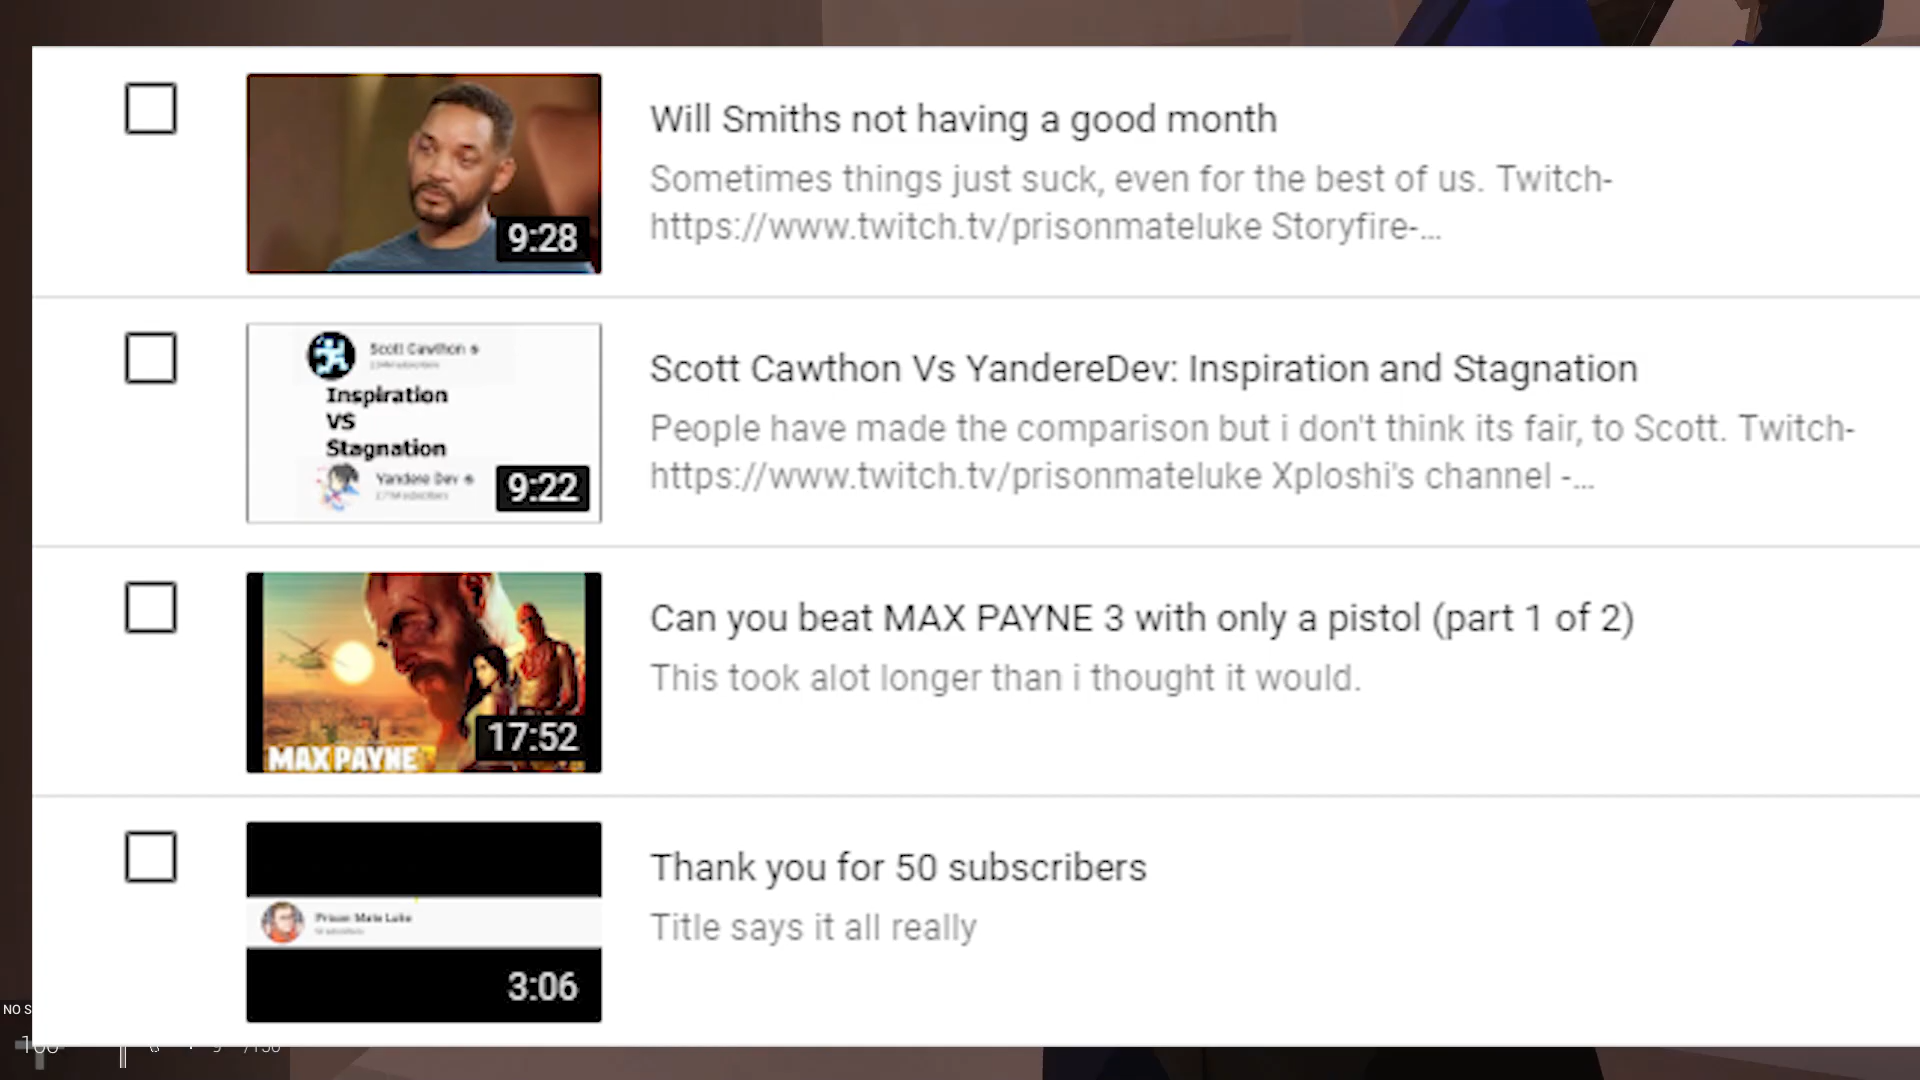 Will Smiths not having a good month
Sometimes things just suck, even for the best of us. Twitch-
https://www.twitch.tv/prisonmateluke Storyfire-...
9:28
Scott Cawthon
Inspiration
VS
Stagnation
Yandere Dev
9:22
Scott Cawthon Vs YandereDev: Inspiration and Stagnation
People have made the comparison but i don't think its fair, to Scott. Twitch-
https://www.twitch.tv/prisonmateluke Xploshi's channel -...
MAX PAYNE
17:52
Can you beat MAX PAYNE 3 with only a pistol (part 1 of 2)
This took alot longer than i thought it would.
Prison Mate Luke
3:06
Thank you for 50 subscribers
Title says it all really
NO S